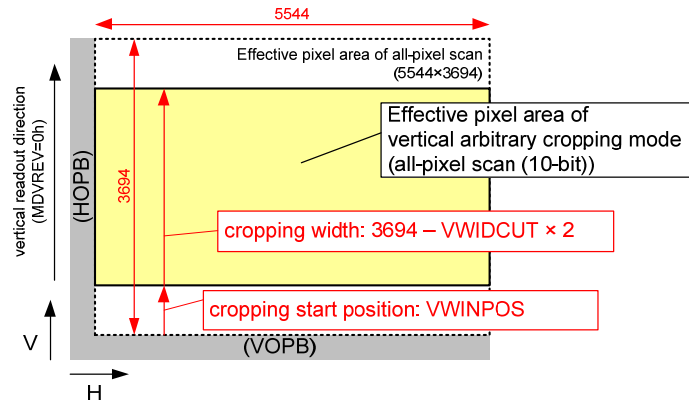 5544
Effective pixel area of all-pixel scan
(5544×3694)
Effective pixel area of
vertical arbitrary cropping mode
(all-pixel scan (10-bit))
vertical readout direction
(MDVREV=0h)
(HOPB)
3694
cropping width: 3694 – VWIDCUT × 2
cropping start position: VWINPOS
(VOPB)
V
H